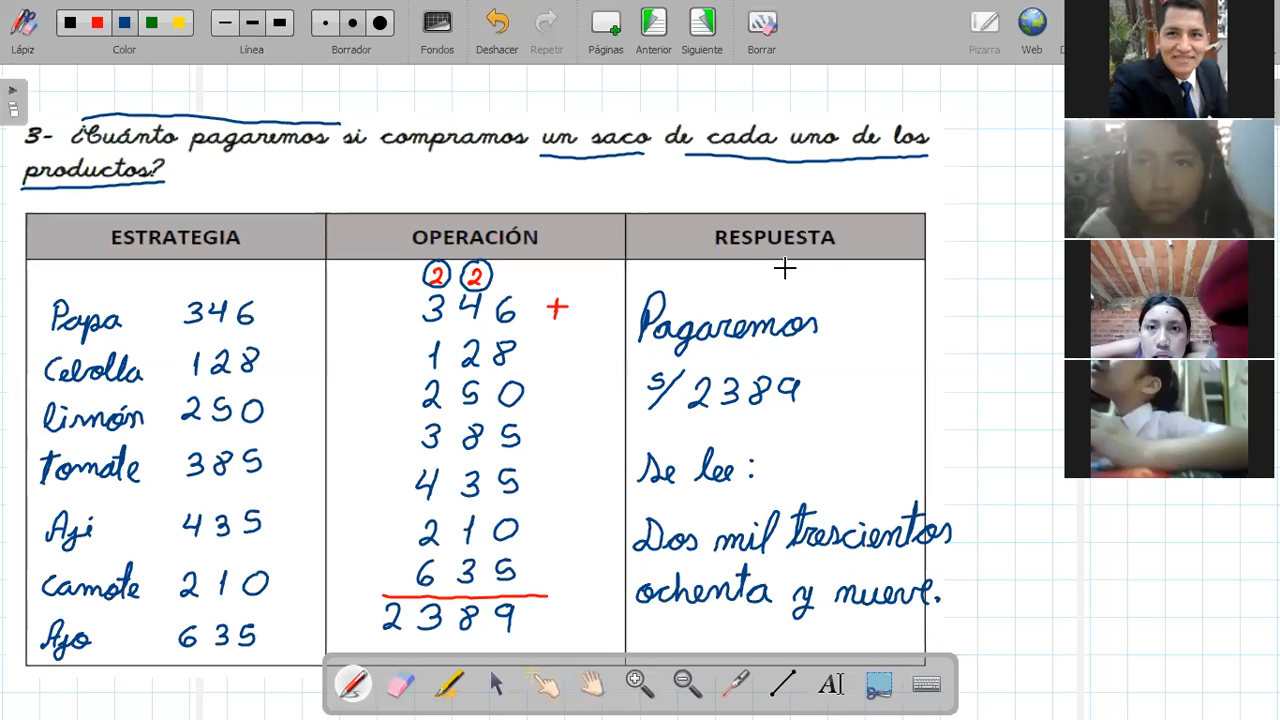 Lápiz
Color
Línea
Borrador
Fondos
Deshacer
Repetir
Páginas
Anterior
Siguiente
Borrar
Pizarra
Web
3- ¿Cuánto pagaremos si compramos un saco de cada uno de los
productos?
ESTRATEGIA OPERACIÓN RESPUESTA
Papa 346
Cebolla 128
limón 250
tomate 385
Ají 435
camote 210
Ajo 635
2 2
346 +
128
250
385
435
210
635
2389
Pagaremos
s/ 2389
Se lee:
Dos mil trescientos
ochenta y nueve.
AI